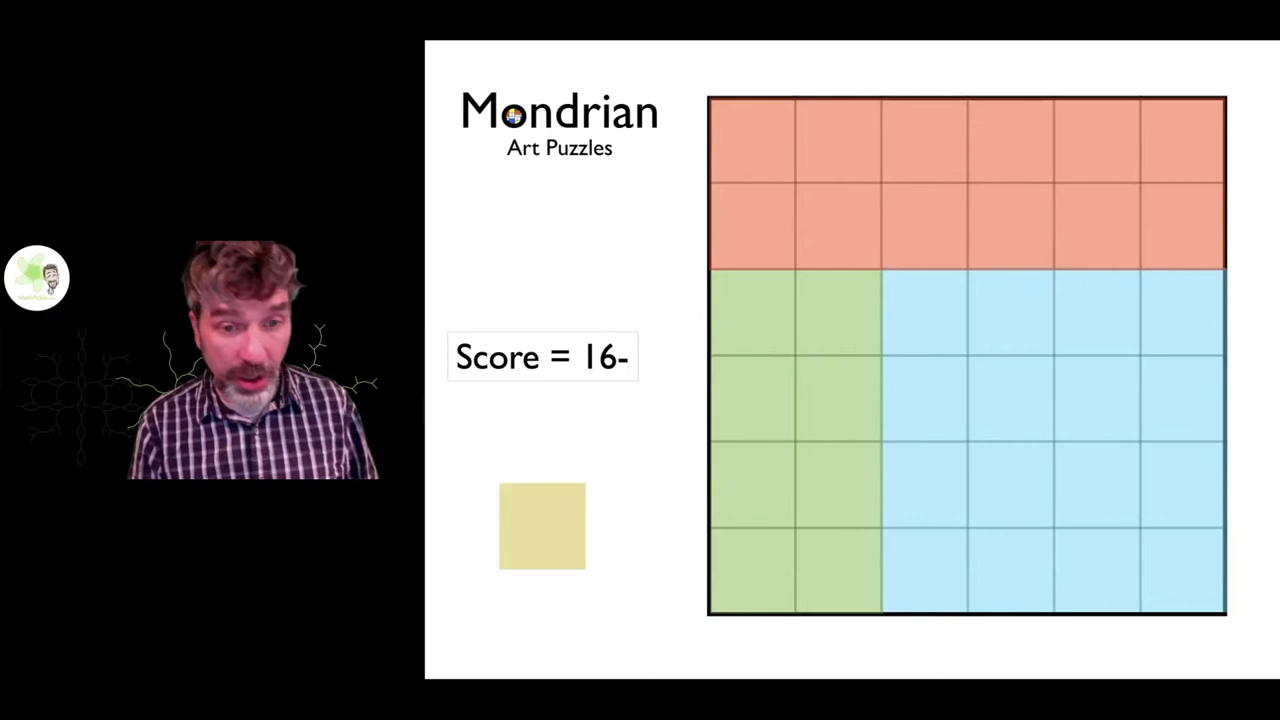 Mondrian
Art Puzzles
Score = 16-